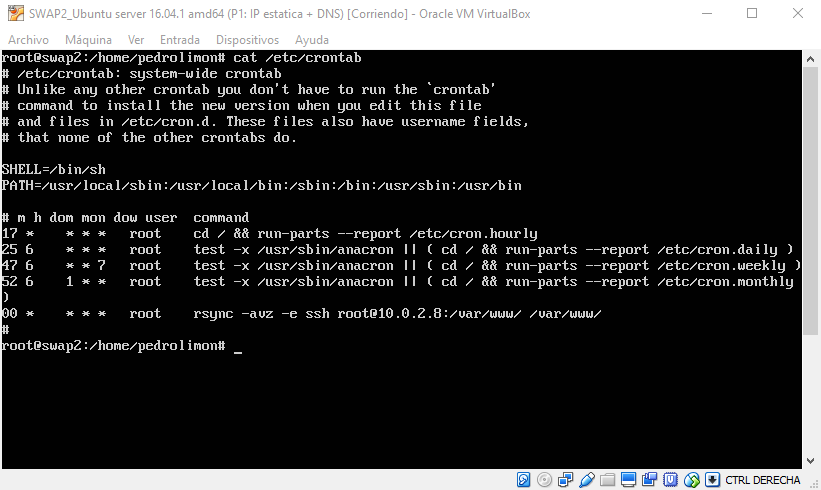 SWAP2_Ubuntu server 16.04.1 amd64 (P1: IP estatica + DNS) [Corriendo] - Oracle VM VirtualBox
Archivo Máquina Ver Entrada Dispositivos Ayuda
root@swap2:/home/pedrolimon# cat /etc/crontab
# /etc/crontab: system-wide crontab
# Unlike any other crontab you don't have to run the `crontab'
# command to install the new version when you edit this file
# and files in /etc/cron.d. These files also have username fields,
# that none of the other crontabs do.
SHELL=/bin/sh
PATH=/usr/local/sbin:/usr/local/bin:/sbin:/bin:/usr/sbin:/usr/bin
# m h dom mon dow user  command
17 *    * * *   root    cd / && run-parts --report /etc/cron.hourly
25 6    * * *   root    test -x /usr/sbin/anacron || ( cd / && run-parts --report /etc/cron.daily )
47 6    * * 7   root    test -x /usr/sbin/anacron || ( cd / && run-parts --report /etc/cron.weekly )
52 6    1 * *   root    test -x /usr/sbin/anacron || ( cd / && run-parts --report /etc/cron.monthly
)
00 *    * * *   root    rsync -avz -e ssh root@10.0.2.8:/var/www/ /var/www/
#
root@swap2:/home/pedrolimon# _
CTRL DERECHA